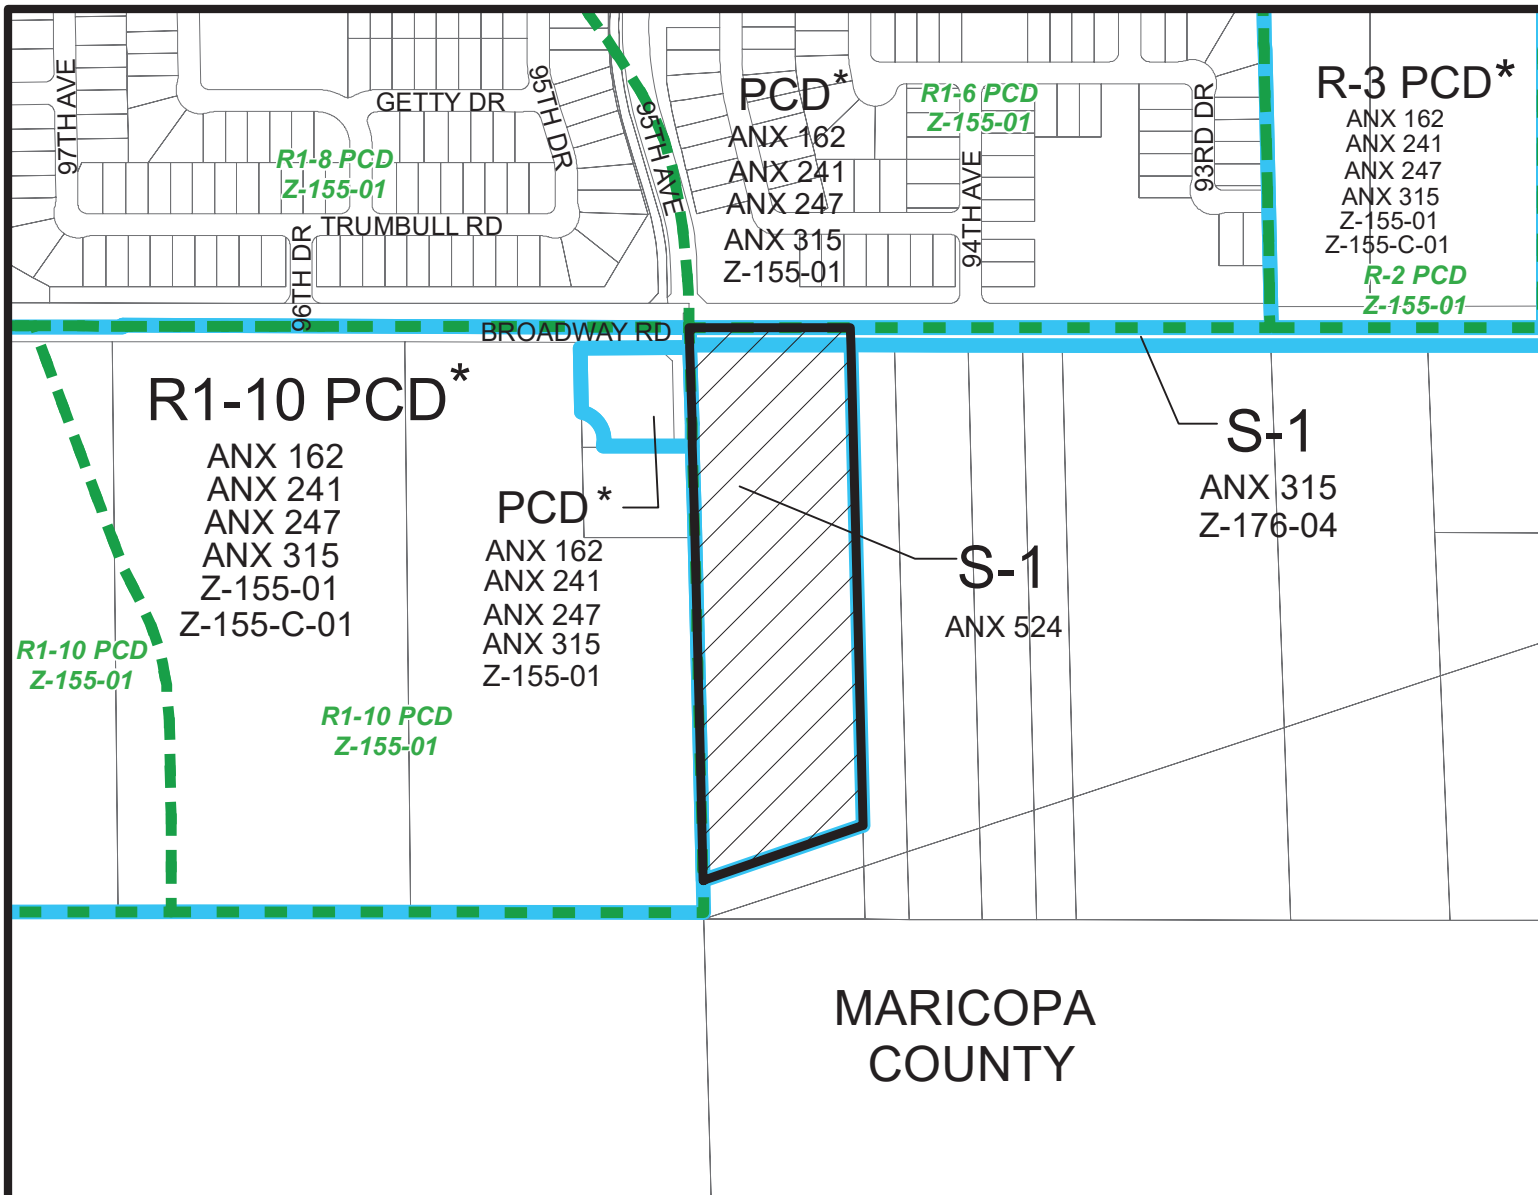 97TH AVE
GETTY DR
95TH DR
95TH AVE
R1-8 PCD
Z-155-01
TRUMBULL RD
96TH DR
PCD*
ANX 162
ANX 241
ANX 247
ANX 315
Z-155-01
R1-6 PCD
Z-155-01
94TH AVE
93RD DR
R-3 PCD*
ANX 162
ANX 241
ANX 247
ANX 315
Z-155-01
Z-155-C-01
R-2 PCD
Z-155-01
BROADWAY RD
R1-10 PCD*
ANX 162
ANX 241
ANX 247
ANX 315
Z-155-01
Z-155-C-01
R1-10 PCD
Z-155-01
R1-10 PCD
Z-155-01
PCD*
ANX 162
ANX 241
ANX 247
ANX 315
Z-155-01
S-1
ANX 524
S-1
ANX 315
Z-176-04
MARICOPA
COUNTY